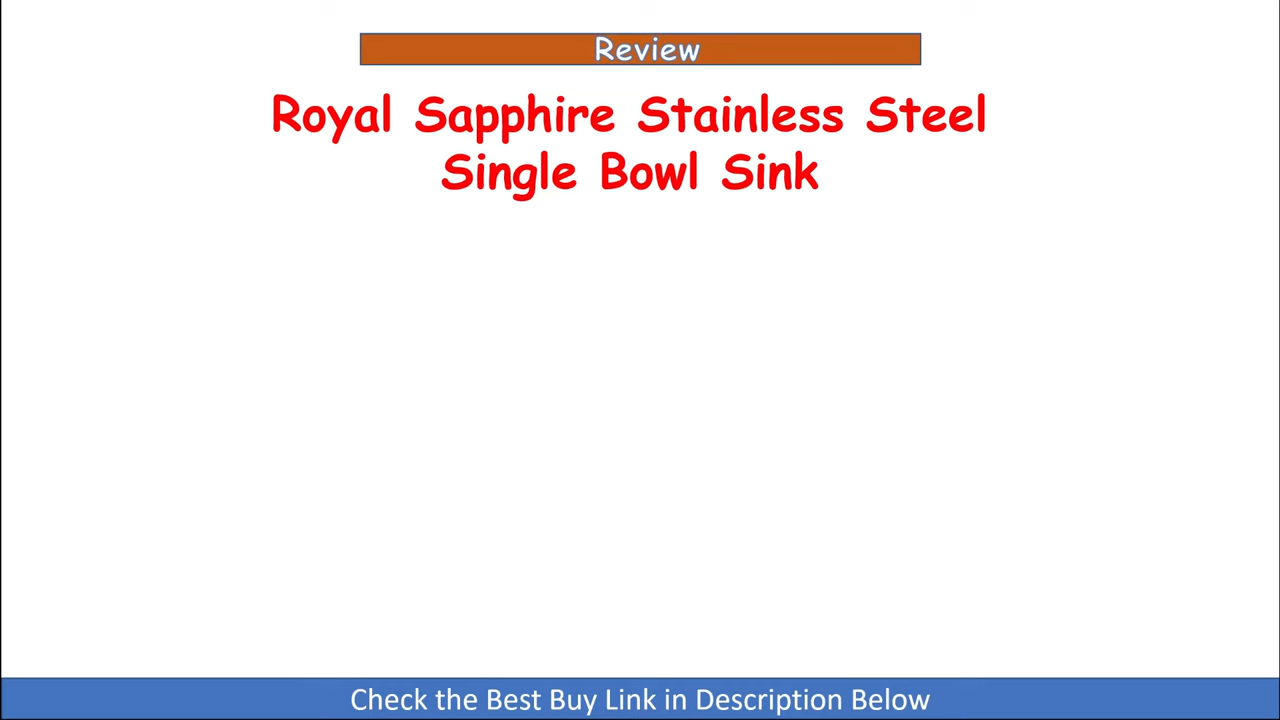 Review
Royal Sapphire Stainless Steel
Single Bowl Sink
Check the Best Buy Link in Description Below